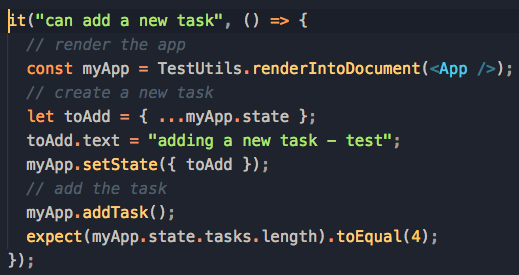 it("can add a new task", () => {
  // render the app
  const myApp = TestUtils.renderIntoDocument(<App />);
  // create a new task
  let toAdd = { ...myApp.state };
  toAdd.text = "adding a new task - test";
  myApp.setState({ toAdd });
  // add the task
  myApp.addTask();
  expect(myApp.state.tasks.length).toEqual(4);
});